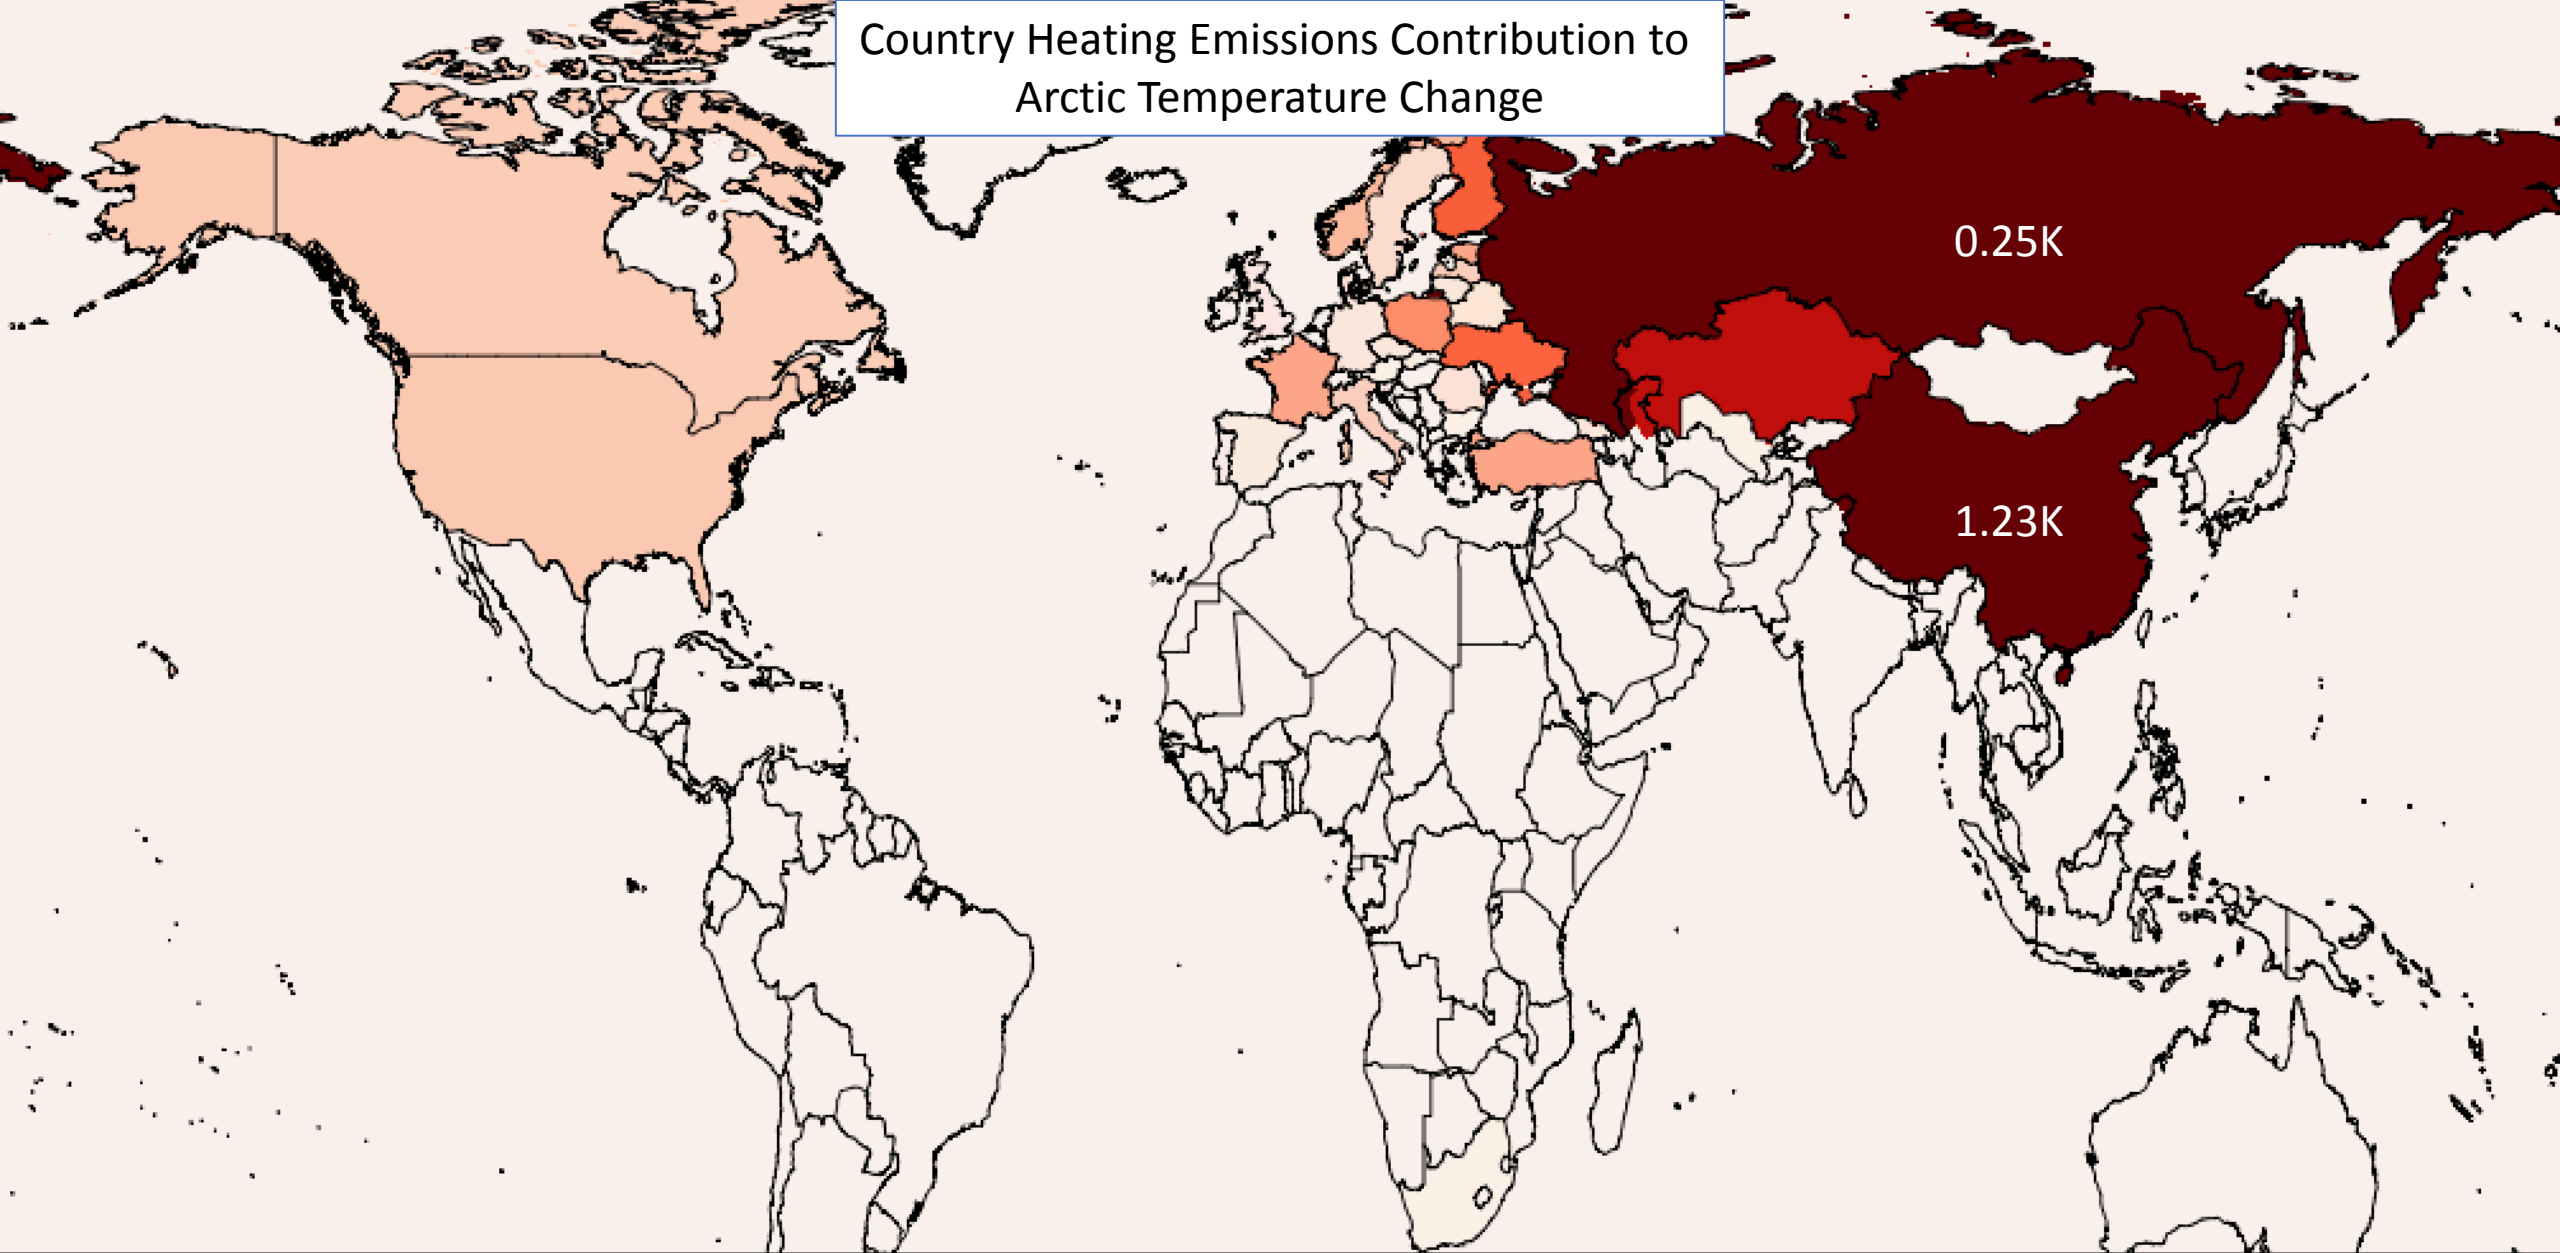 Country Heating Emissions Contribution to
Arctic Temperature Change
0.25K
1.23K